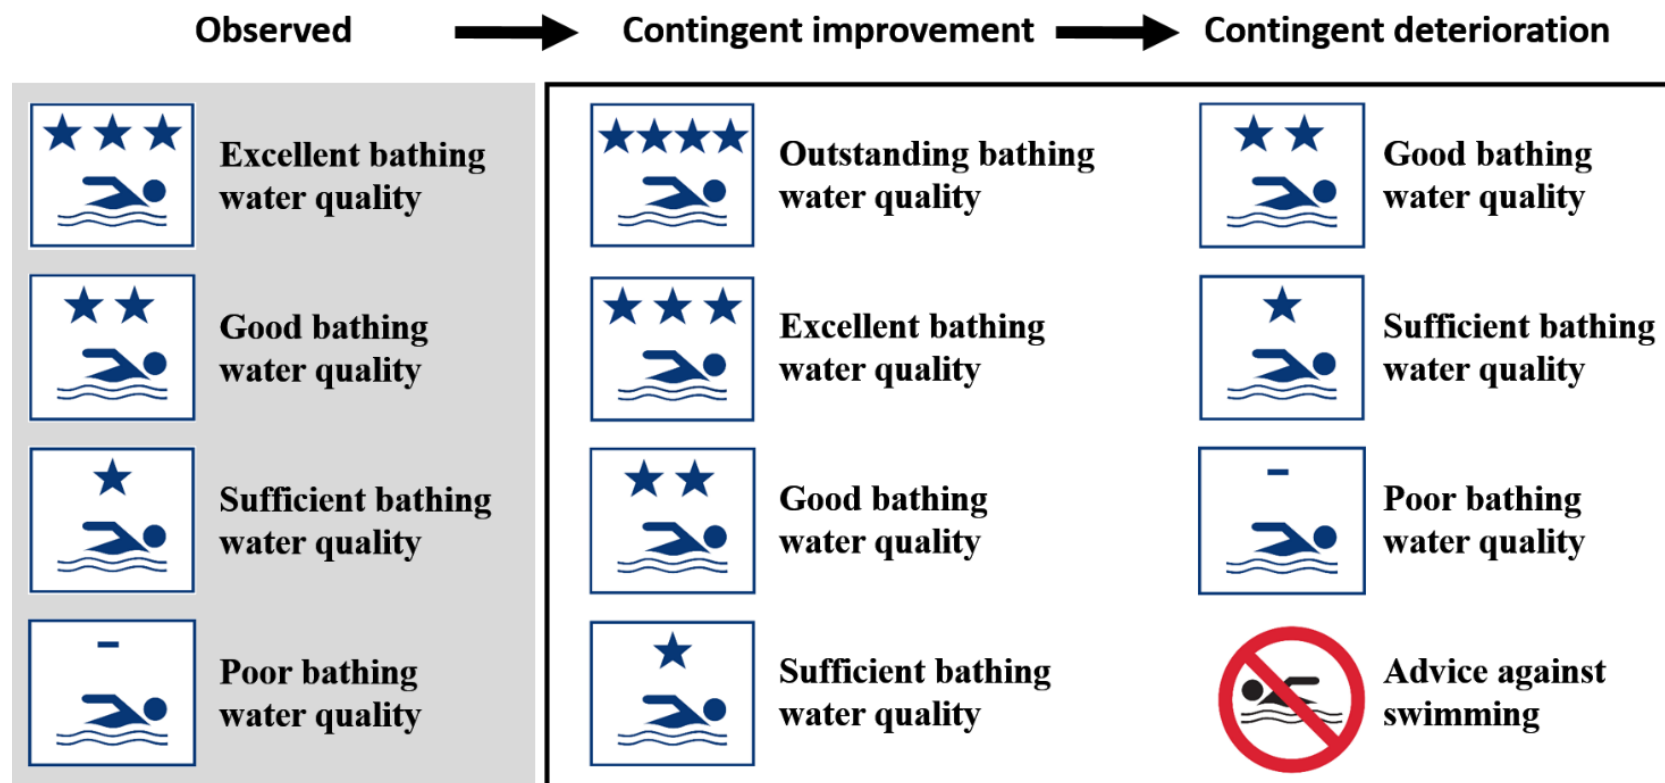 Observed
Contingent improvement
Contingent deterioration
Excellent bathing
water quality
Outstanding bathing
water quality
Good bathing
water quality
Good bathing
water quality
Excellent bathing
water quality
Sufficient bathing
water quality
Sufficient bathing
water quality
Good bathing
water quality
Poor bathing
water quality
Poor bathing
water quality
Sufficient bathing
water quality
Advice against
swimming